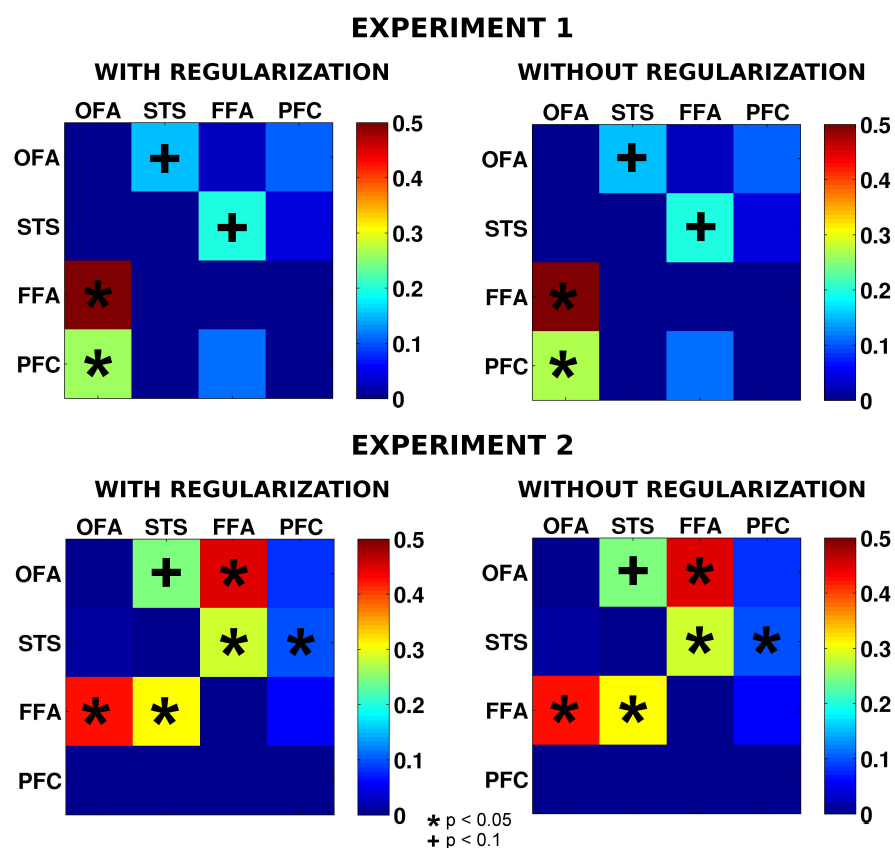 EXPERIMENT 1
WITH REGULARIZATION
WITHOUT REGULARIZATION
OFA STS FFA PFC
OFA STS FFA PFC
OFA
STS
FFA
PFC
0.5
0.4
0.3
0.2
0.1
0
OFA
STS
FFA
PFC
0.5
0.4
0.3
0.2
0.1
0
+
+
*
*
+
+
*
*
EXPERIMENT 2
WITH REGULARIZATION
WITHOUT REGULARIZATION
OFA STS FFA PFC
OFA STS FFA PFC
OFA
STS
FFA
PFC
0.5
0.4
0.3
0.2
0.1
0
OFA
STS
FFA
PFC
0.5
0.4
0.3
0.2
0.1
0
+ *
* *
* *
+ *
* *
* *
* p < 0.05
+ p < 0.1